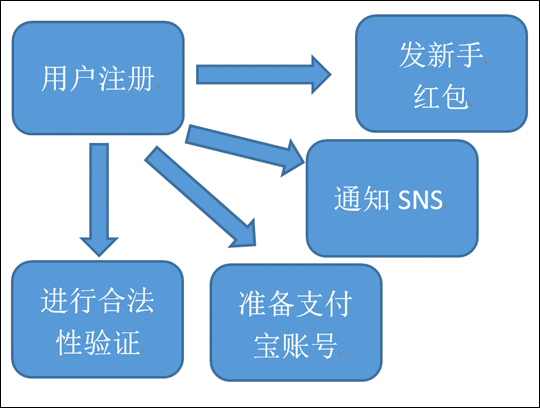 用户注册
发新手
红包
通知 SNS
进行合法
性验证
准备支付
宝账号